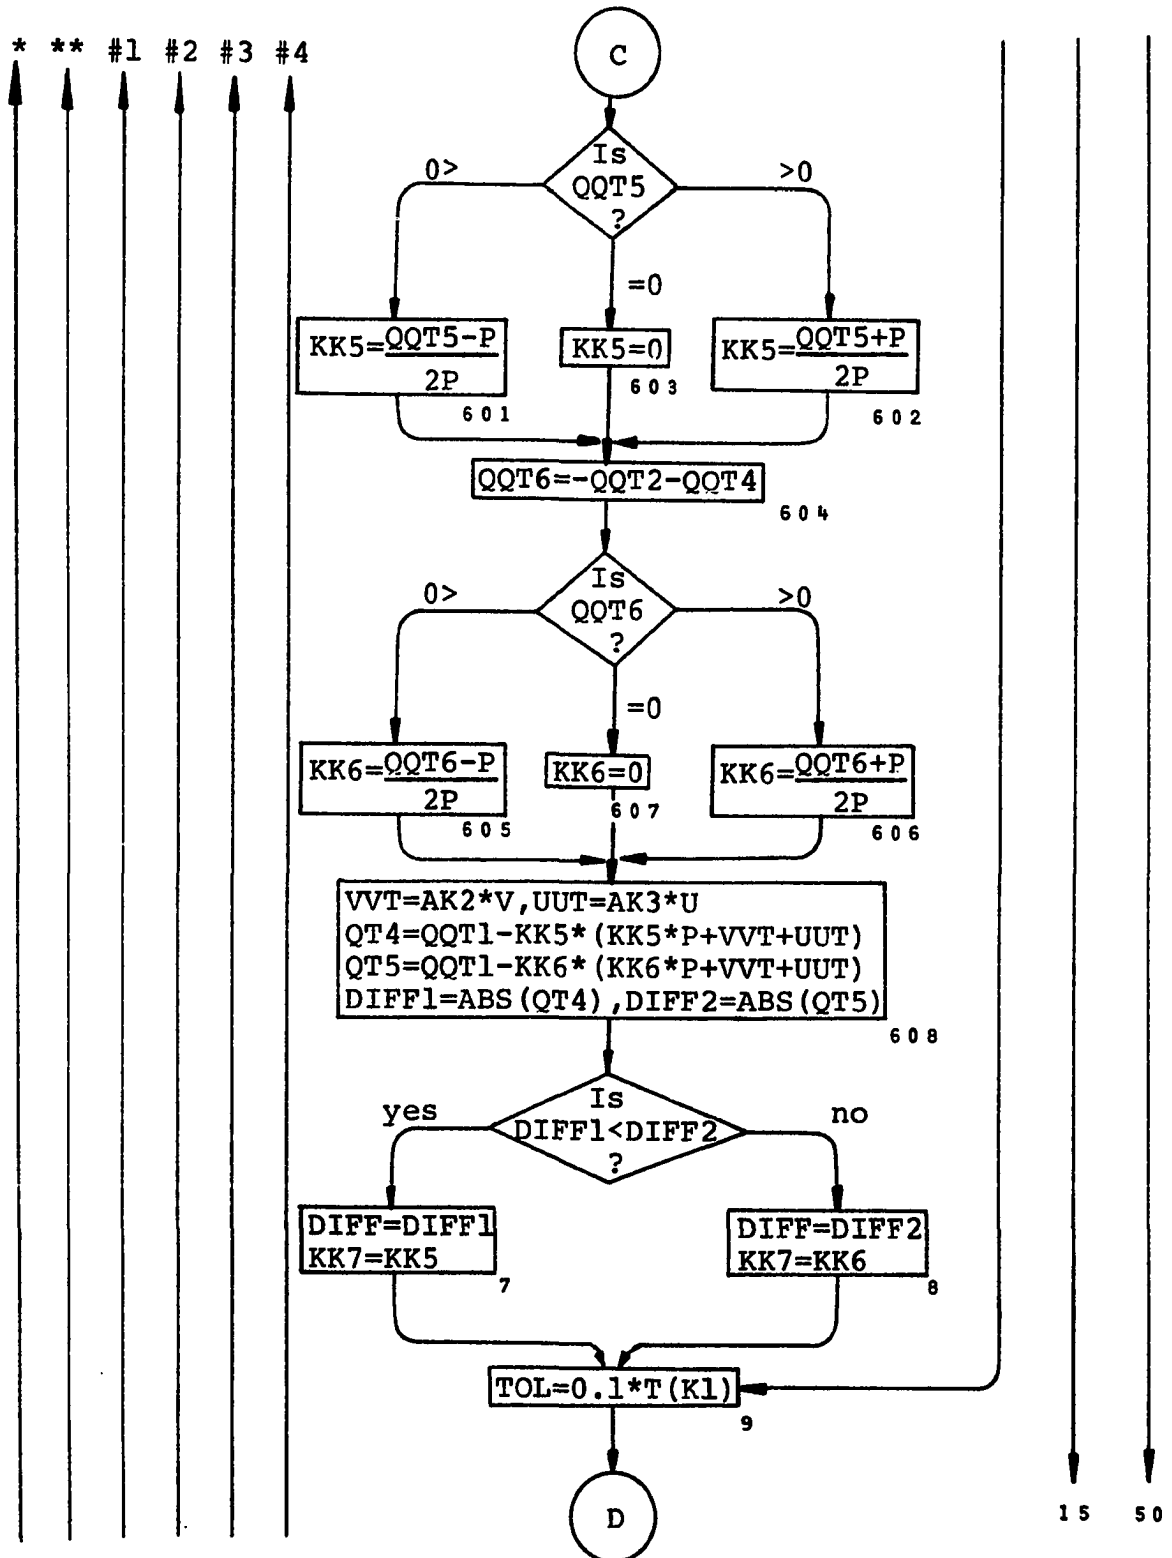 * ** #1 #2 #3 #4
C
Is
QQT5
?
0>
>0
=0
KK5=QQT5-P
2P
601
KK5=0
603
KK5=QQT5+P
2P
602
QQT6=-QQT2-QQT4
604
Is
QQT6
?
0>
>0
=0
KK6=QQT6-P
2P
605
KK6=0
607
KK6=QQT6+P
2P
606
VVT=AK2*V,UUT=AK3*U
QT4=QQT1-KK5*(KK5*P+VVT+UUT)
QT5=QQT1-KK6*(KK6*P+VVT+UUT)
DIFF1=ABS(QT4),DIFF2=ABS(QT5)
608
Is
DIFF1<DIFF2
?
yes
no
DIFF=DIFF1
KK7=KK5
7
DIFF=DIFF2
KK7=KK6
8
TOL=0.1*T(K1)
9
D
15
50